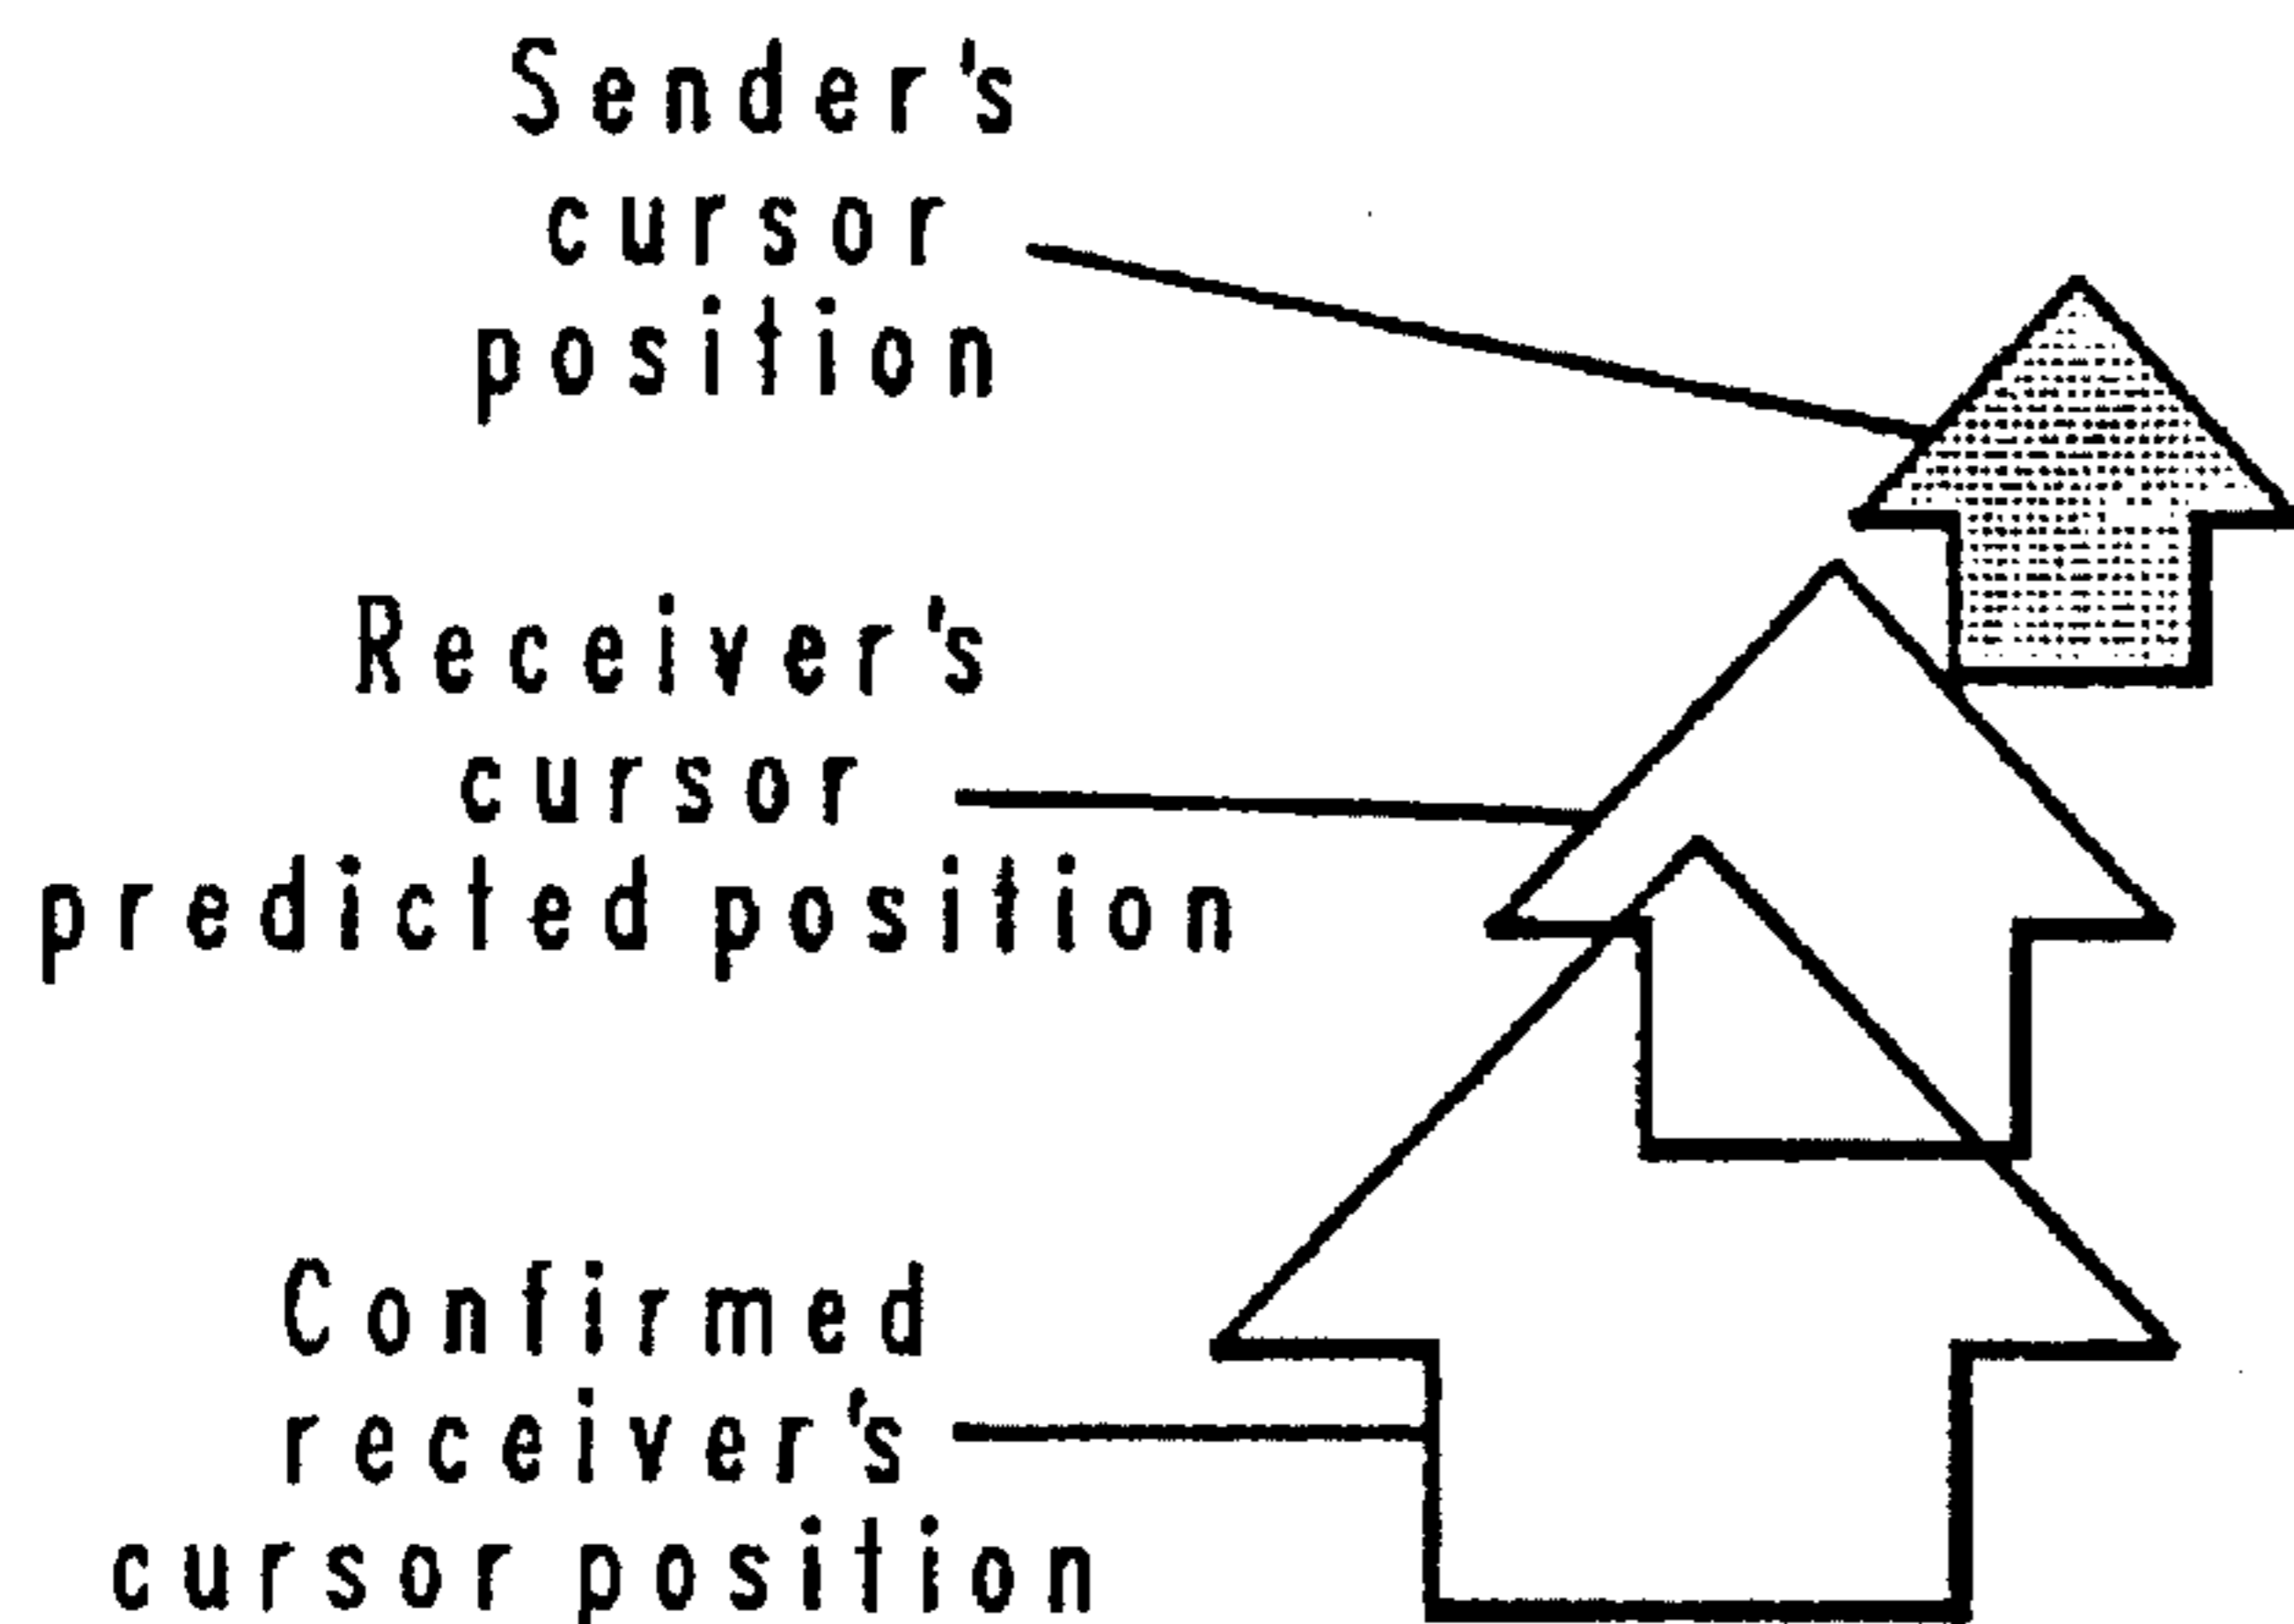 Sender's
cursor
position
Receiver's
cursor
predicted position
Confirmed
receiver's
cursor position